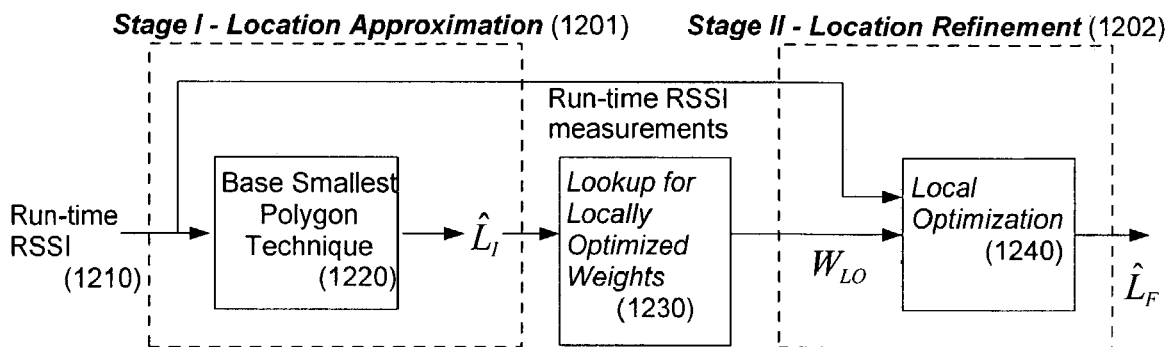 Stage I - Location Approximation (1201)
Stage II - Location Refinement (1202)
Run-time RSSI
measurements
Run-time
RSSI
(1210)
Base Smallest
Polygon
Technique
(1220)
L̂_I
Lookup for
Locally
Optimized
Weights
(1230)
W_LO
Local
Optimization
(1240)
L̂_F